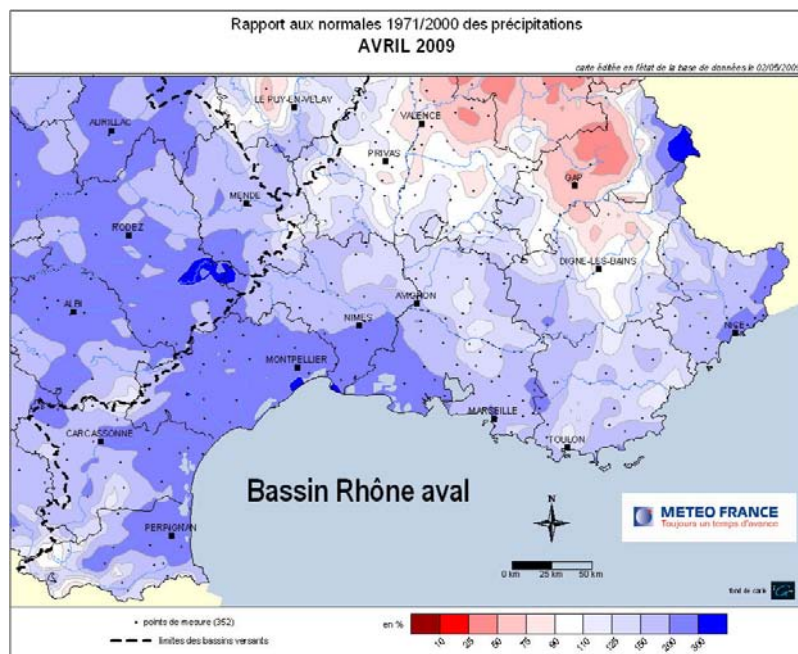 Rapport aux normales 1971/2000 des précipitations
AVRIL 2009
carte éditée en l'état de la base de données le 02/05/2009
LE PUY-EN-VELAY
AURILLAC
VALENCE
PRIVAS
GAP
MENDE
RODEZ
DIGNE-LES-BAINS
AVIGNON
ALBI
NIMES
NICE
MONTPELLIER
MARSEILLE
CARCASSONNE
TOULON
Bassin Rhône aval
N
METEO FRANCE
Toujours un temps d'avance
PERPIGNAN
0 km 25 km 50 km
fond de carte
points de mesure (352)
limites des bassins versants
en %
10 25 50 75 90 110 125 150 200 300